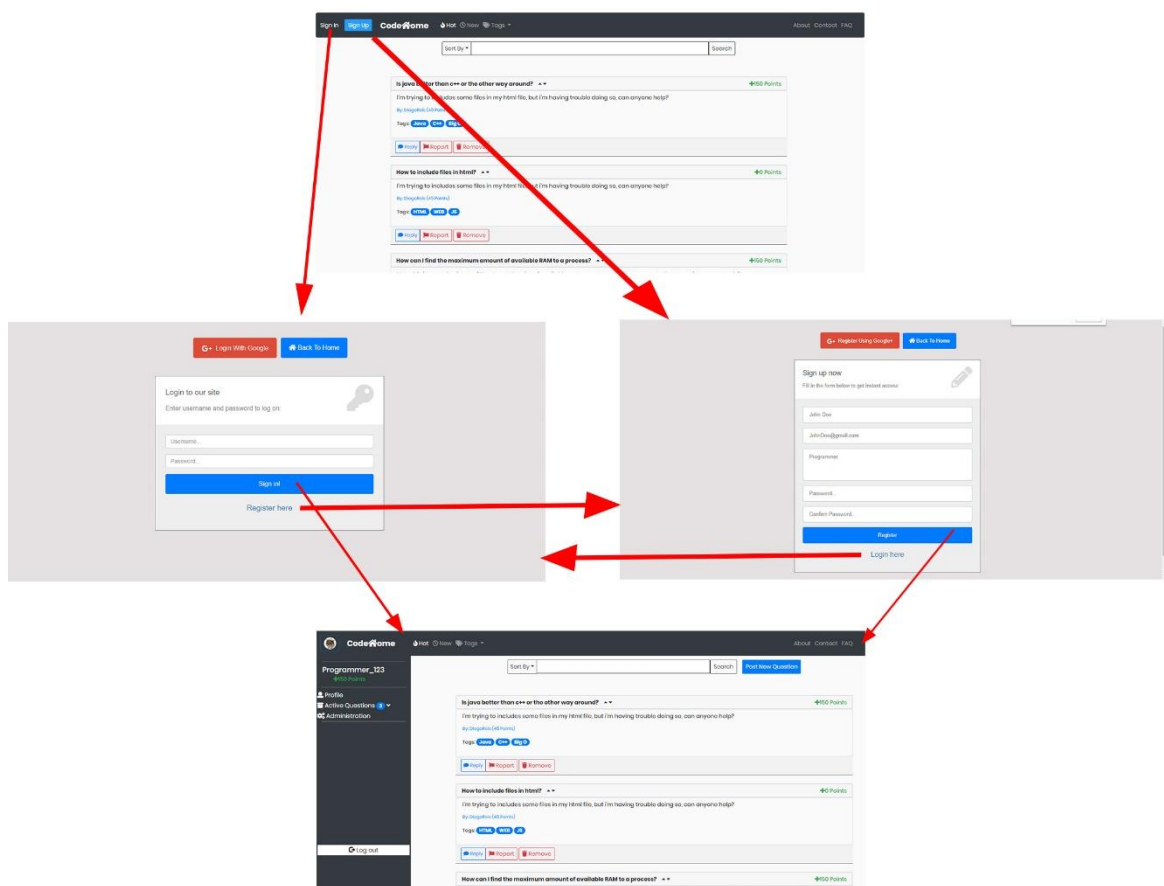 Sign In Sign Up CodeHome Hot New Tags About Contact FAQ
Sort By Search
Is java better than c++ or the other way around? +150 Points
I'm trying to includes some files in my html file, but i'm having trouble doing so, can anyone help?
Tags: Java C++ Big O
Reply Report Remove
How to include files in html? +0 Points
I'm trying to includes some files in my html file, but i'm having trouble doing so, can anyone help?
Tags: HTML WEB JS
Reply Report Remove
How can I find the maximum amount of available RAM to a process? +150 Points
G+ Login With Google Back To Home
Login to our site
Enter username and password to log on:
Username...
Password...
Sign in!
Register here
G+ Register Using Google+ Back To Home
Sign up now
Fill in the form below to get instant access:
John Doe
JohnDoe@gmail.com
Programmer
Password...
Confirm Password...
Register
Login here
CodeHome Hot New Tags About Contact FAQ
Programmer_123
+150 Points
Profile
Active Questions
Administration
Log out
Sort By Search Post New Question
Is java better than c++ or the other way around? +150 Points
I'm trying to includes some files in my html file, but i'm having trouble doing so, can anyone help?
Tags: Java C++ Big O
Reply Report Remove
How to include files in html? +0 Points
I'm trying to includes some files in my html file, but i'm having trouble doing so, can anyone help?
Tags: HTML WEB JS
Reply Report Remove
How can I find the maximum amount of available RAM to a process? +150 Points